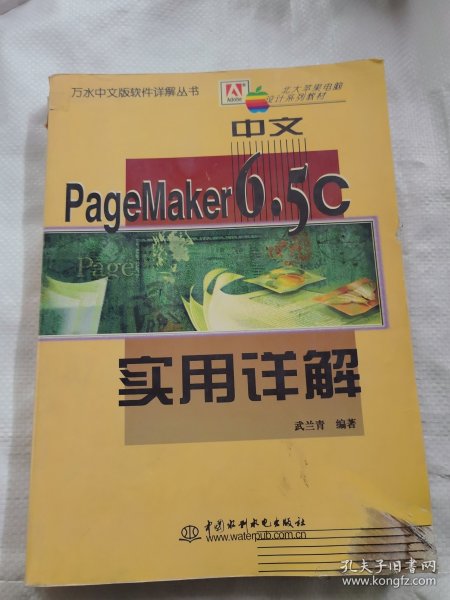 万水中文版软件详解丛书
Adobe
北大苹果电脑
设计系列教材
中文
PageMaker 6.5C
Pages
实用详解
武兰青 编著
中国水利水电出版社
www.waterpub.com.cn
孔夫子旧书网
www.kongfz.com